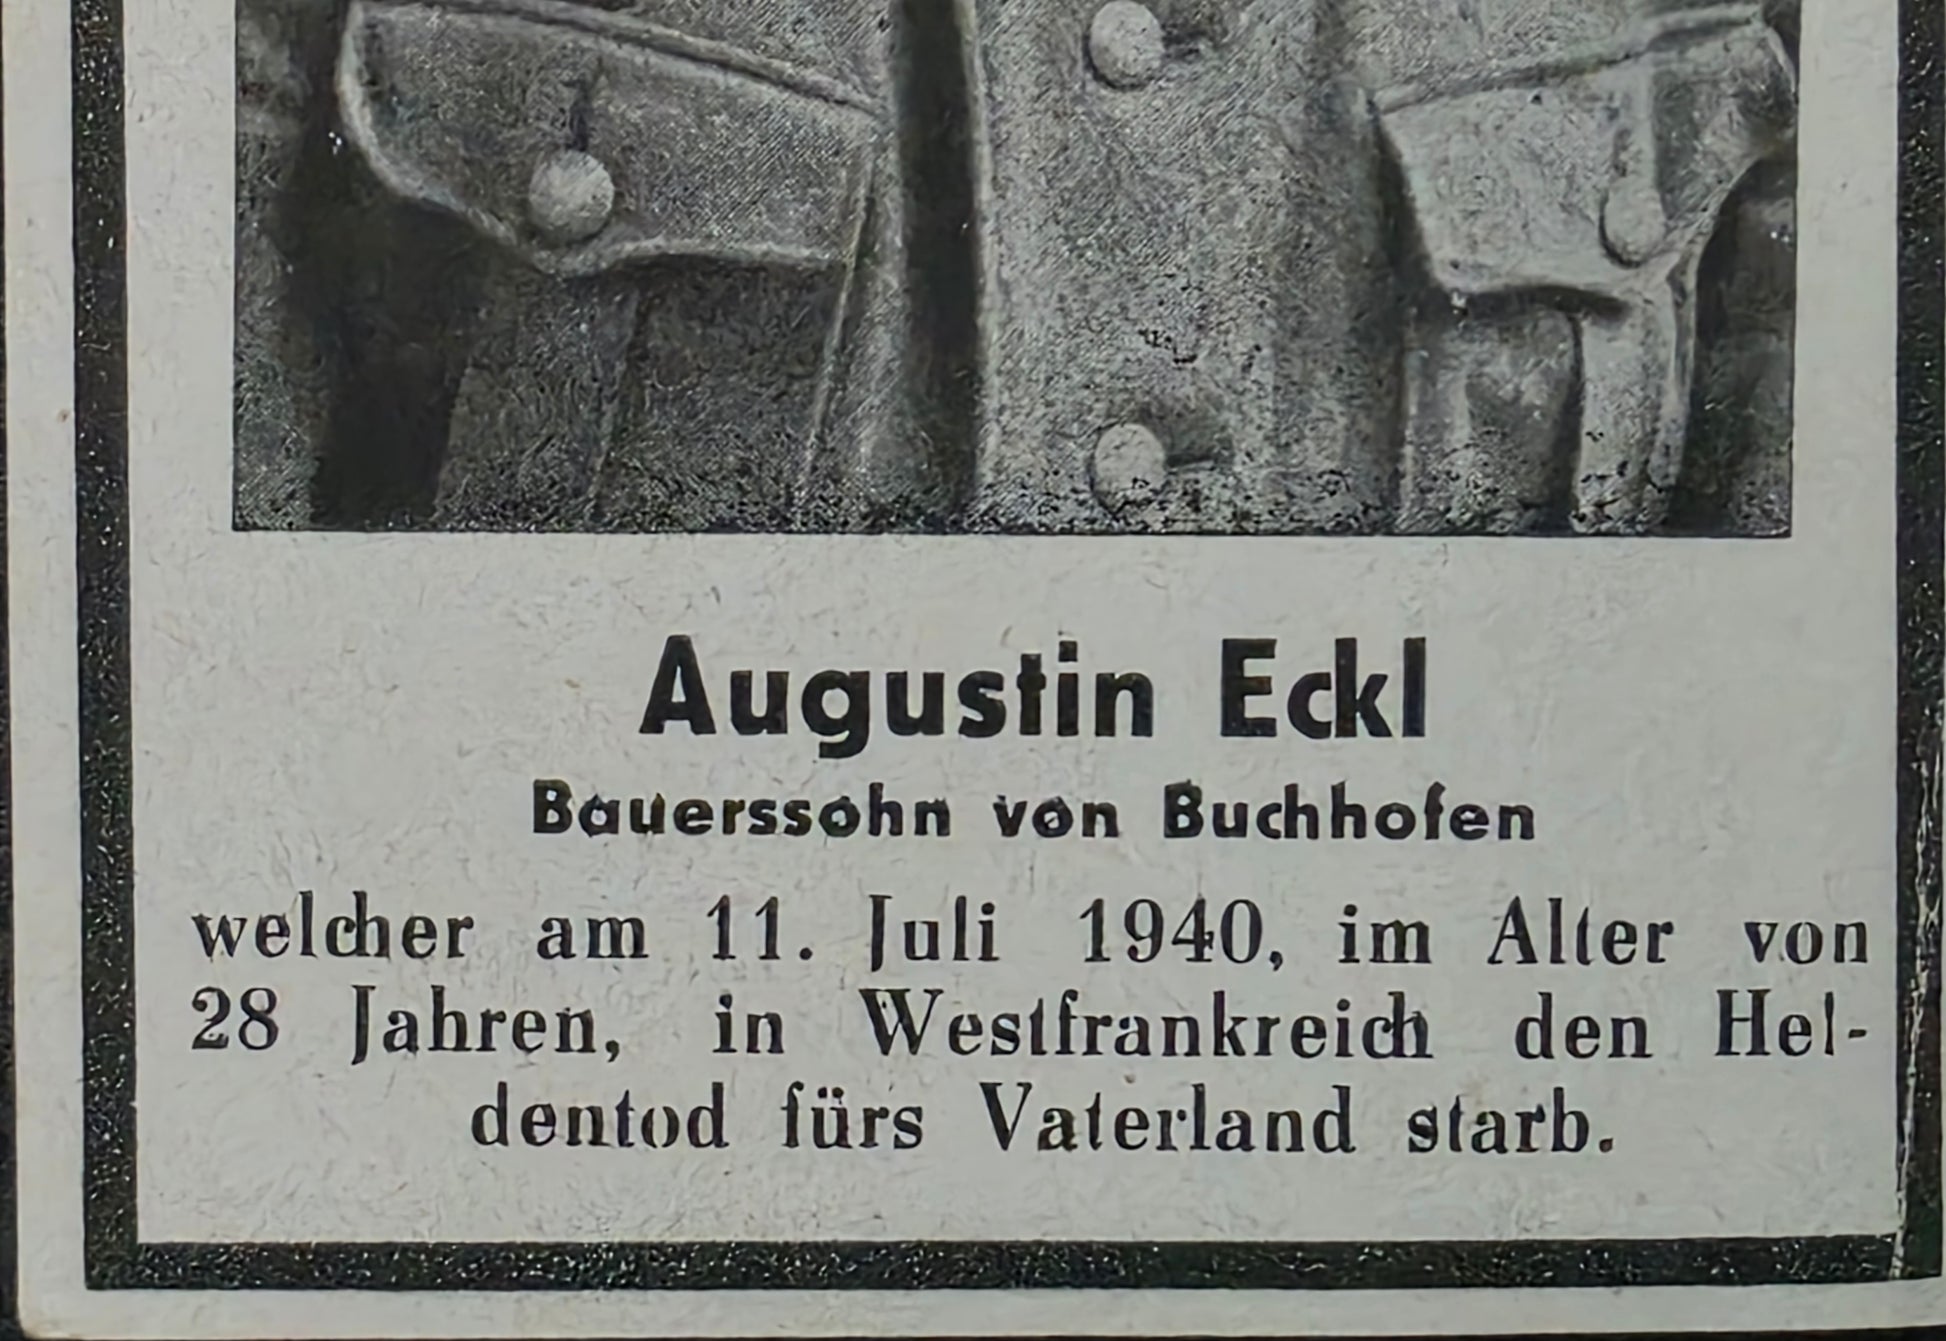 Augustin Eckl
Bauerssohn von Buchhofen
welcher am 11. Juli 1940, im Alter von
28 Jahren, in Westfrankreich den Hel-
dentod fürs Vaterland starb.